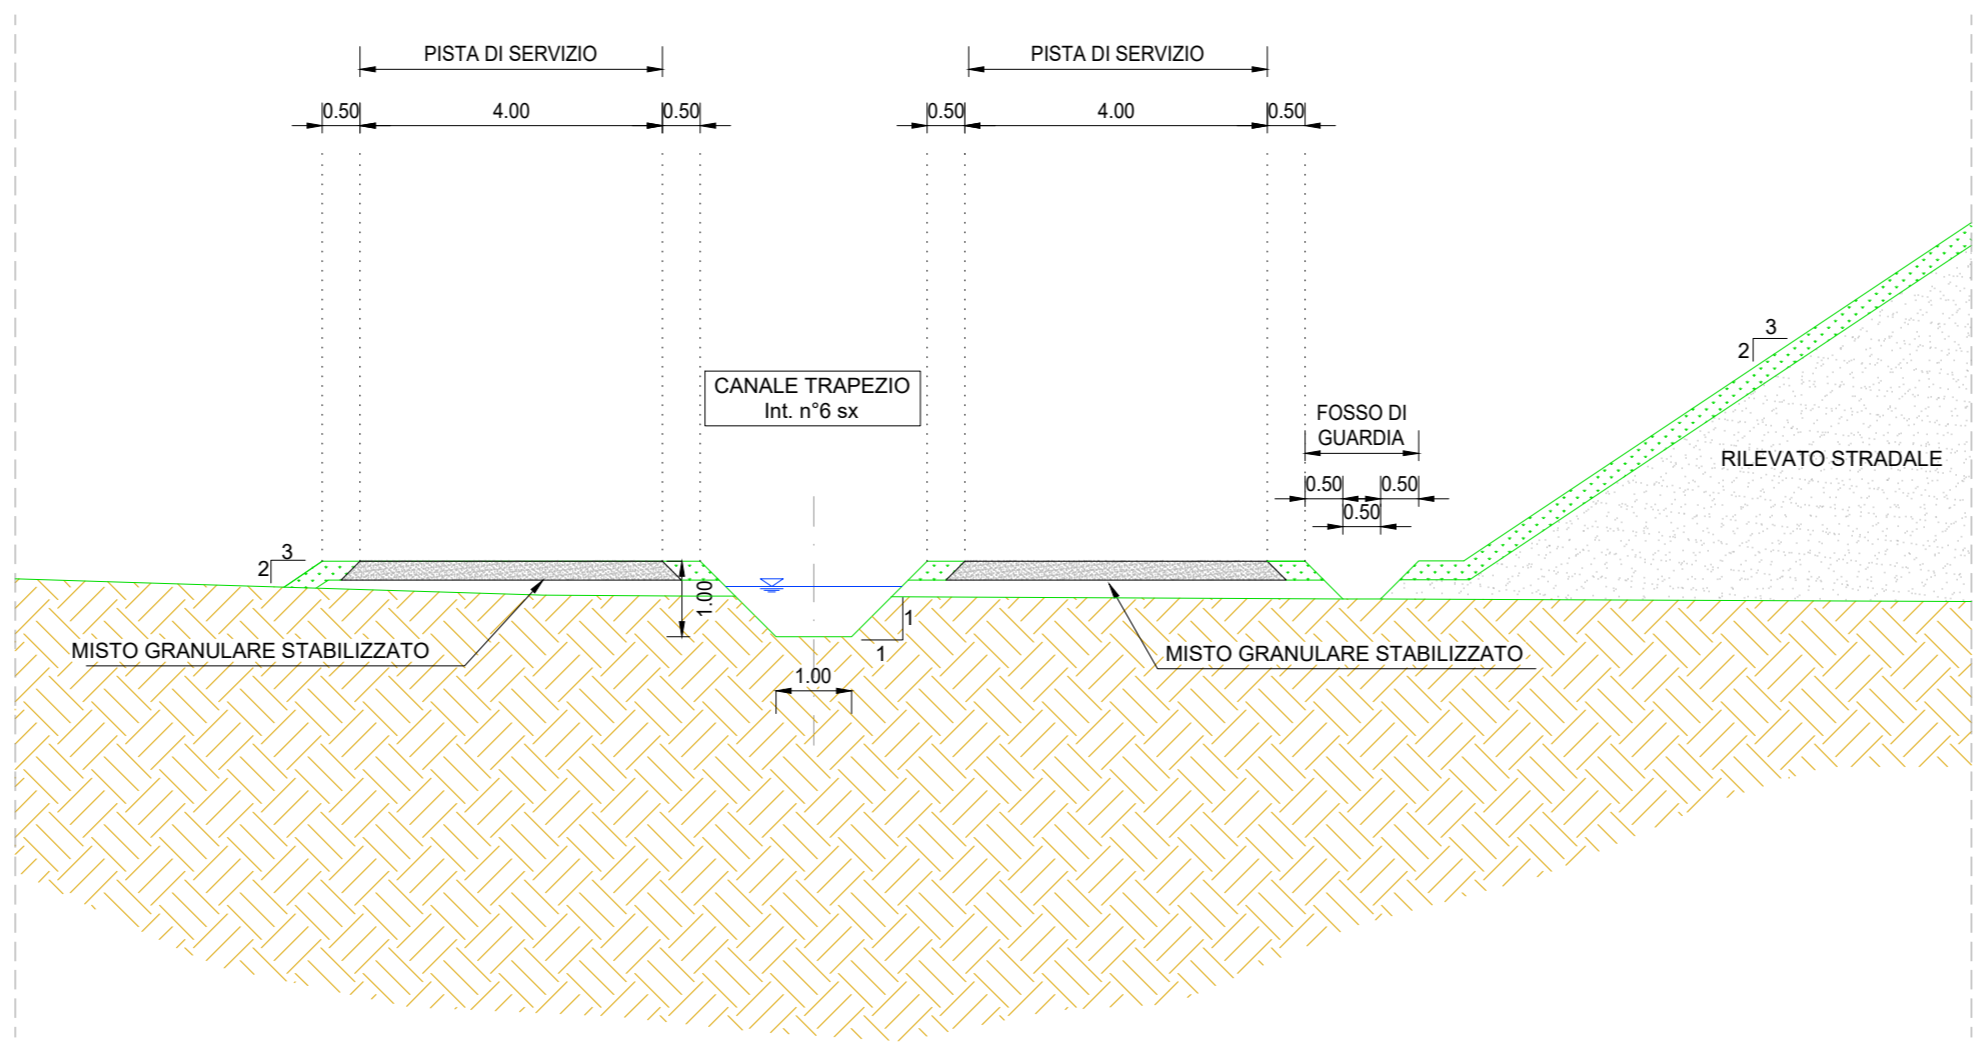 PISTA DI SERVIZIO
PISTA DI SERVIZIO
0.50
4.00
0.50
0.50
4.00
0.50
3
2
CANALE TRAPEZIO
Int. n°6 sx
FOSSO DI
GUARDIA
RILEVATO STRADALE
0.50
0.50
0.50
3
2
1.00
1
1
MISTO GRANULARE STABILIZZATO
MISTO GRANULARE STABILIZZATO
1.00